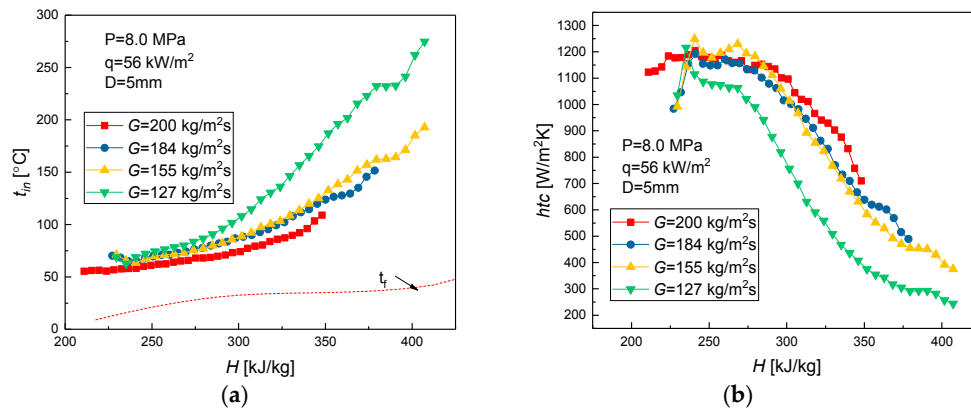 P=8.0 MPa
q=56 kW/m²
D=5mm
G=200 kg/m²s
G=184 kg/m²s
G=155 kg/m²s
G=127 kg/m²s
t_f
300
250
200
150
100
50
0
t_in [°C]
200
250
300
350
400
H [kJ/kg]
(a)
1300
1200
1100
1000
900
800
700
600
500
400
300
htc [W/m²K]
P=8.0 MPa
q=56 kW/m²
D=5mm
G=200 kg/m²s
G=184 kg/m²s
G=155 kg/m²s
G=127 kg/m²s
200
250
300
350
400
H [kJ/kg]
(b)